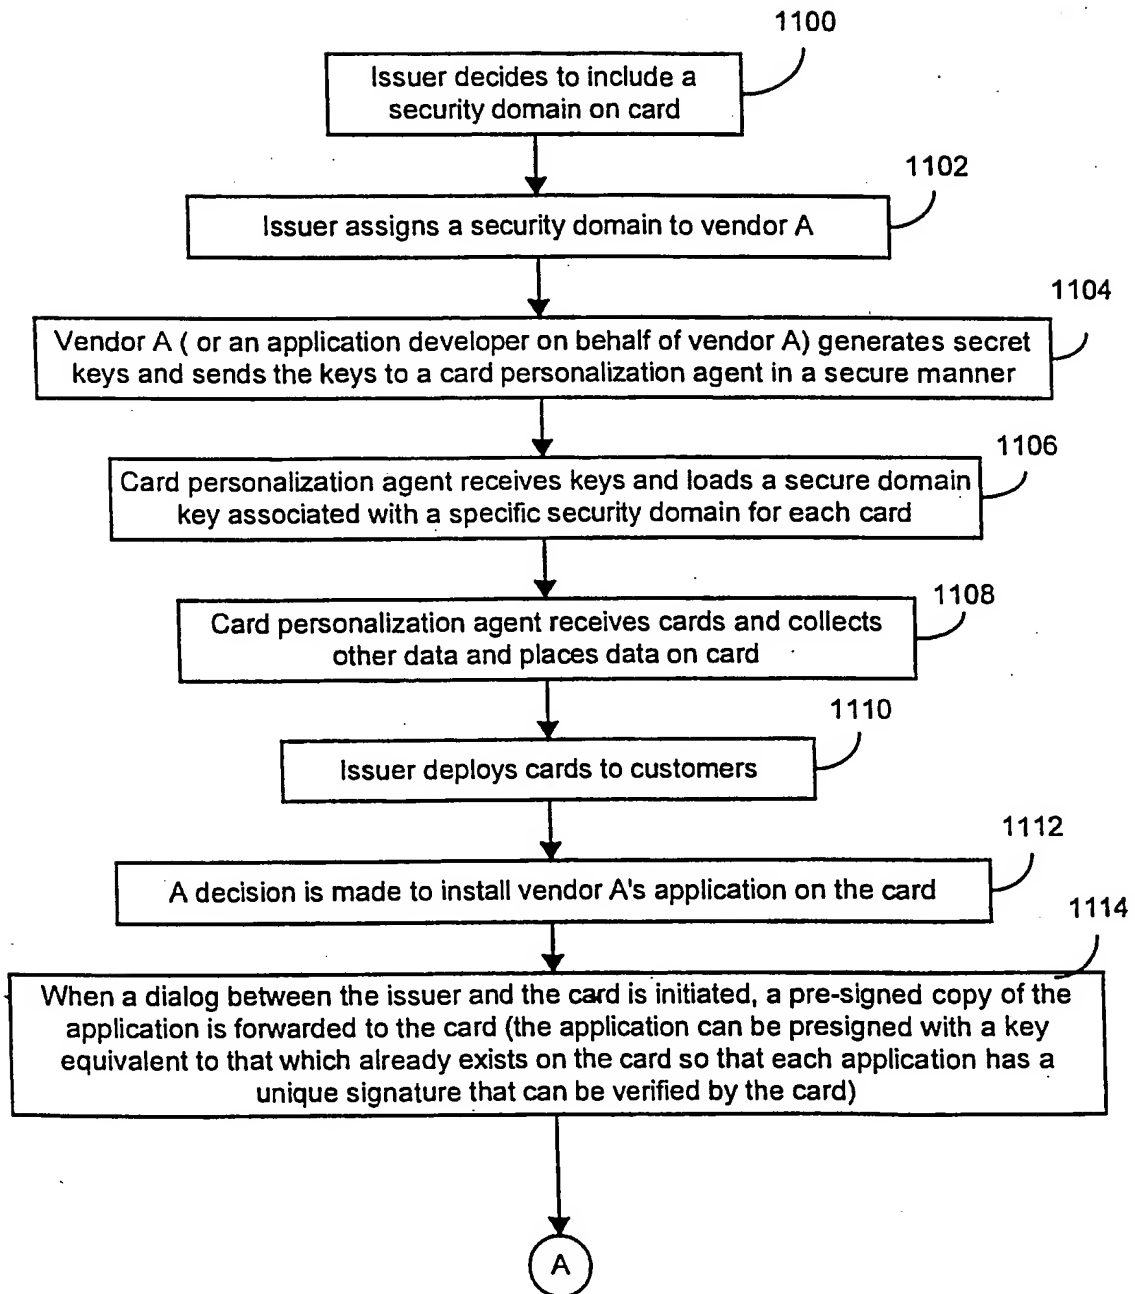 1100
Issuer decides to include a
security domain on card
1102
Issuer assigns a security domain to vendor A
1104
Vendor A ( or an application developer on behalf of vendor A) generates secret
keys and sends the keys to a card personalization agent in a secure manner
1106
Card personalization agent receives keys and loads a secure domain
key associated with a specific security domain for each card
1108
Card personalization agent receives cards and collects
other data and places data on card
1110
Issuer deploys cards to customers
1112
A decision is made to install vendor A's application on the card
1114
When a dialog between the issuer and the card is initiated, a pre-signed copy of the
application is forwarded to the card (the application can be presigned with a key
equivalent to that which already exists on the card so that each application has a
unique signature that can be verified by the card)
A